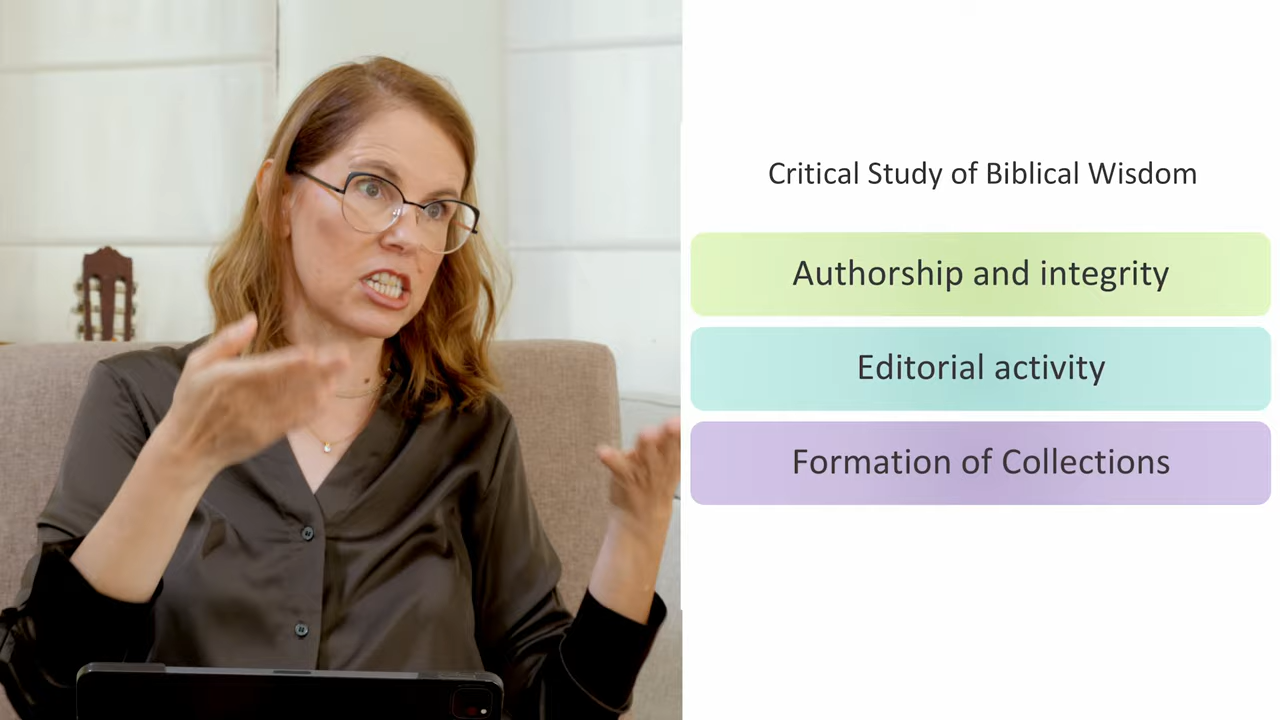 Critical Study of Biblical Wisdom
Authorship and integrity
Editorial activity
Formation of Collections